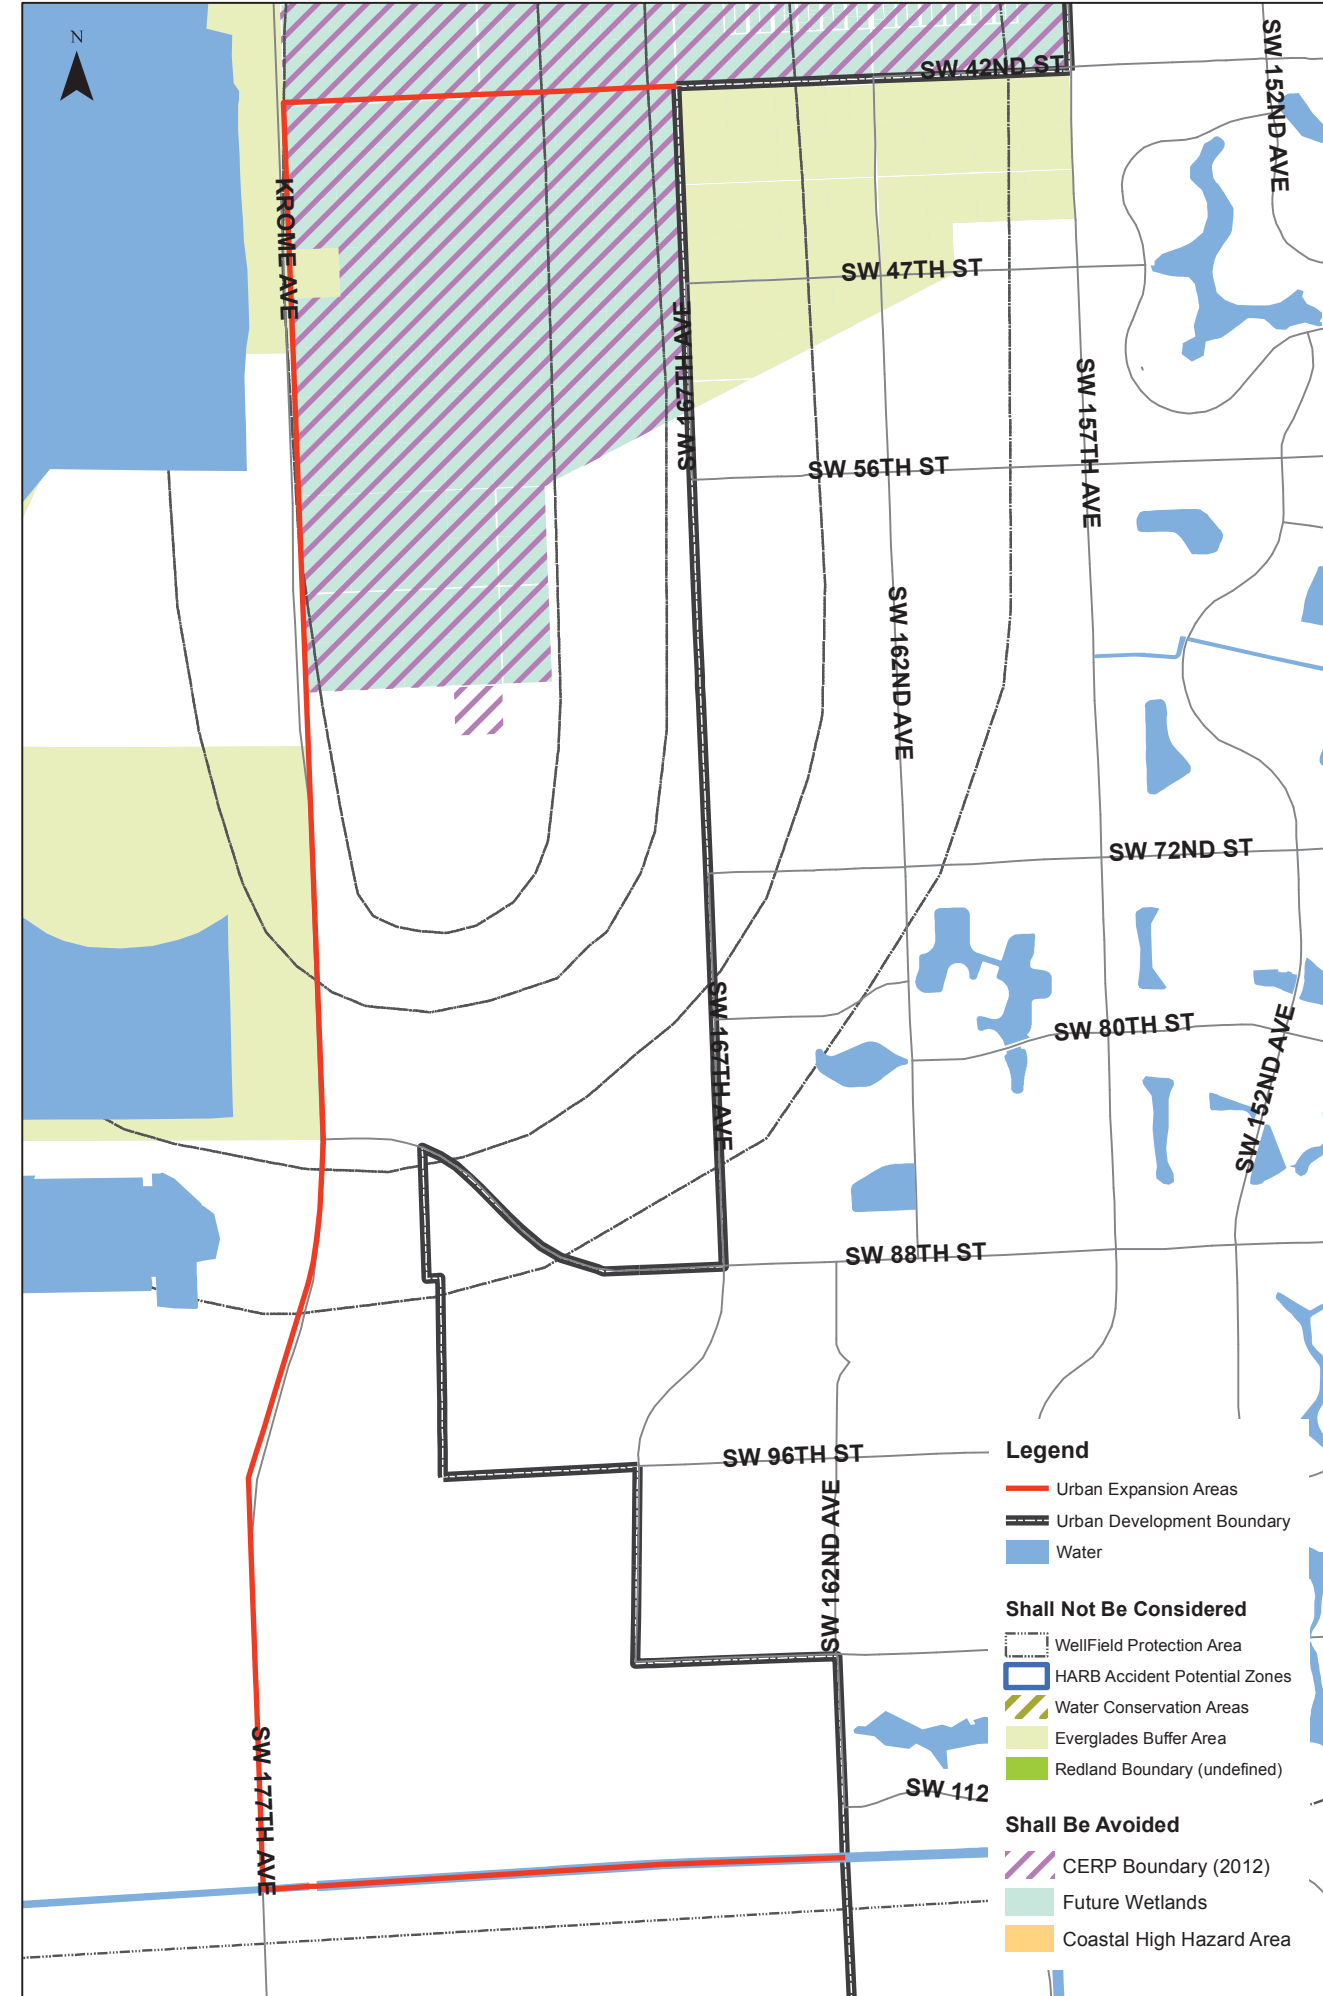 N
SW 42ND ST
SW 152ND AVE
KROME AVE
SW 47TH ST
SW 167TH AVE
SW 157TH AVE
SW 56TH ST
SW 162ND AVE
SW 72ND ST
SW 167TH AVE
SW 80TH ST
SW 152ND AVE
SW 88TH ST
SW 96TH ST
SW 162ND AVE
SW 177TH AVE
SW 112
Legend
Urban Expansion Areas
Urban Development Boundary
Water
Shall Not Be Considered
WellField Protection Area
HARB Accident Potential Zones
Water Conservation Areas
Everglades Buffer Area
Redland Boundary (undefined)
Shall Be Avoided
CERP Boundary (2012)
Future Wetlands
Coastal High Hazard Area